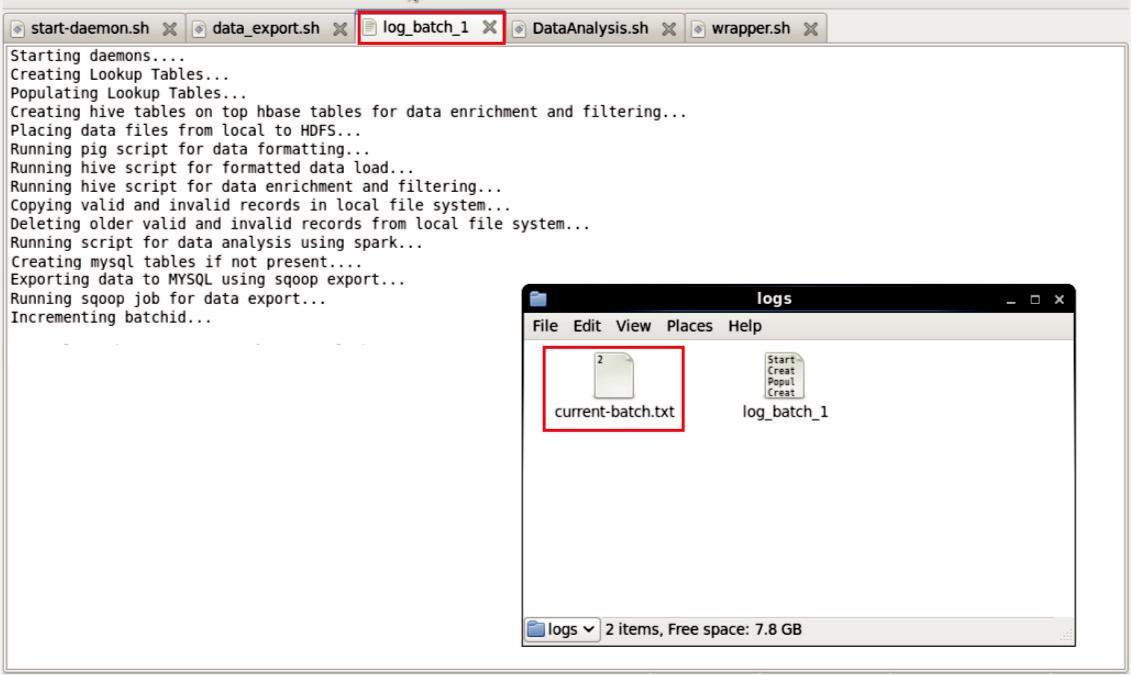 start-daemon.sh data_export.sh log_batch_1 DataAnalysis.sh wrapper.sh
Starting daemons....
Creating Lookup Tables...
Populating Lookup Tables...
Creating hive tables on top hbase tables for data enrichment and filtering...
Placing data files from local to HDFS...
Running pig script for data formatting...
Running hive script for formatted data load...
Running hive script for data enrichment and filtering...
Copying valid and invalid records in local file system...
Deleting older valid and invalid records from local file system...
Running script for data analysis using spark...
Creating mysql tables if not present....
Exporting data to MYSQL using sqoop export...
Running sqoop job for data export...
Incrementing batchid...
logs
File Edit View Places Help
2
current-batch.txt
Start
Creat
Popul
Creat
log_batch_1
logs 2 items, Free space: 7.8 GB